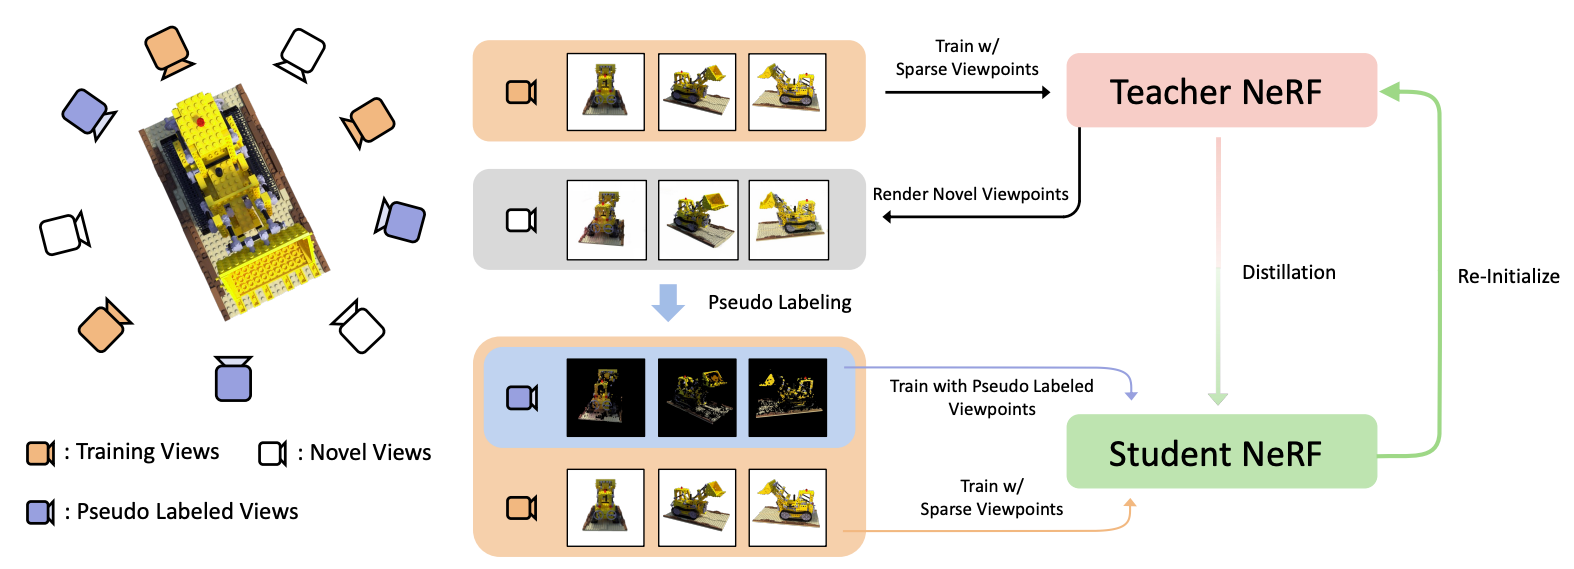 Train w/
Sparse Viewpoints
Teacher NeRF
Render Novel Viewpoints
Distillation
Re-Initialize
Pseudo Labeling
Train with Pseudo Labeled
Viewpoints
Student NeRF
Train w/
Sparse Viewpoints
: Training Views
: Novel Views
: Pseudo Labeled Views